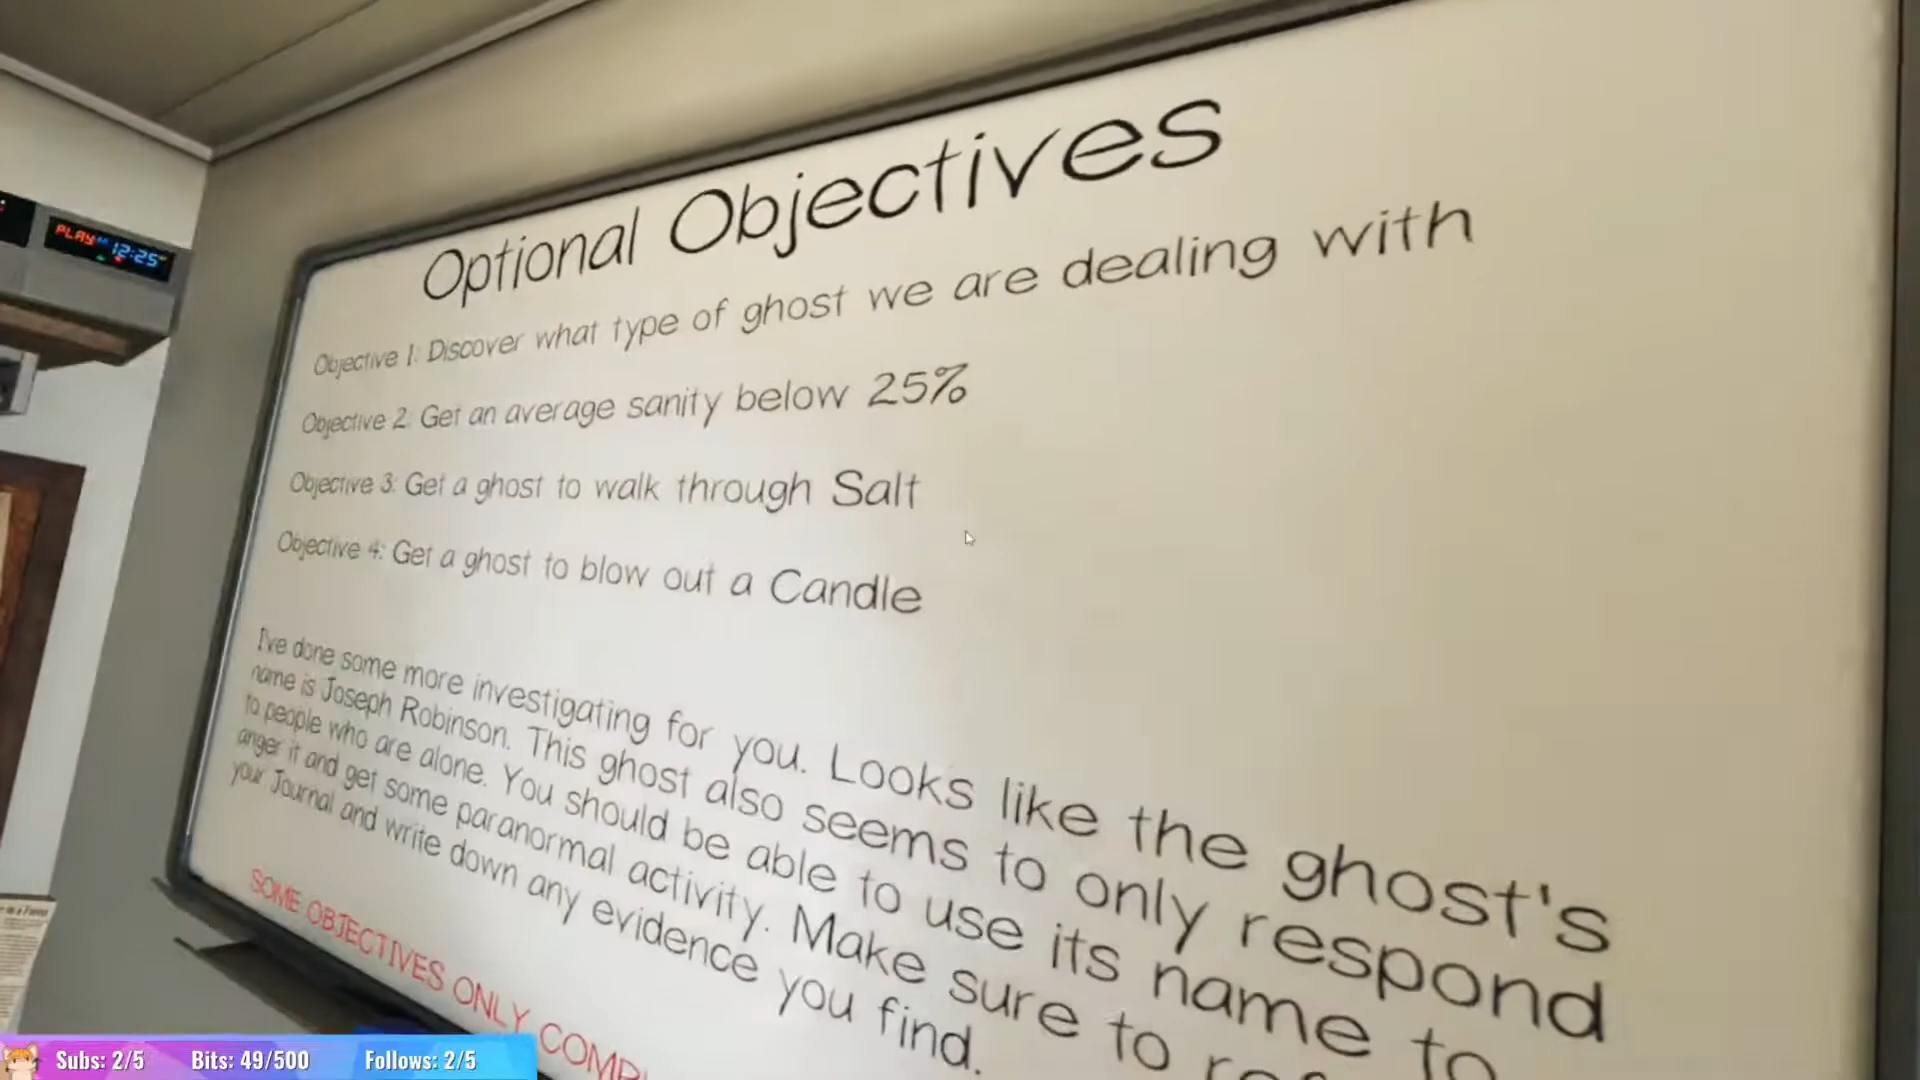 PLAY
12:25
Optional Objectives
Objective 1: Discover what type of ghost we are dealing with
Objective 2: Get an average sanity below 25%
Objective 3: Get a ghost to walk through Salt
Objective 4: Get a ghost to blow out a Candle
I've done some more investigating for you. Looks like the ghost's
name is Joseph Robinson. This ghost also seems to only respond
to people who are alone. You should be able to use its name to
anger it and get some paranormal activity. Make sure to
your Journal and write down any evidence you find.
SOME OBJECTIVES ONLY
Subs: 2/5 Bits: 49/500 Follows: 2/5